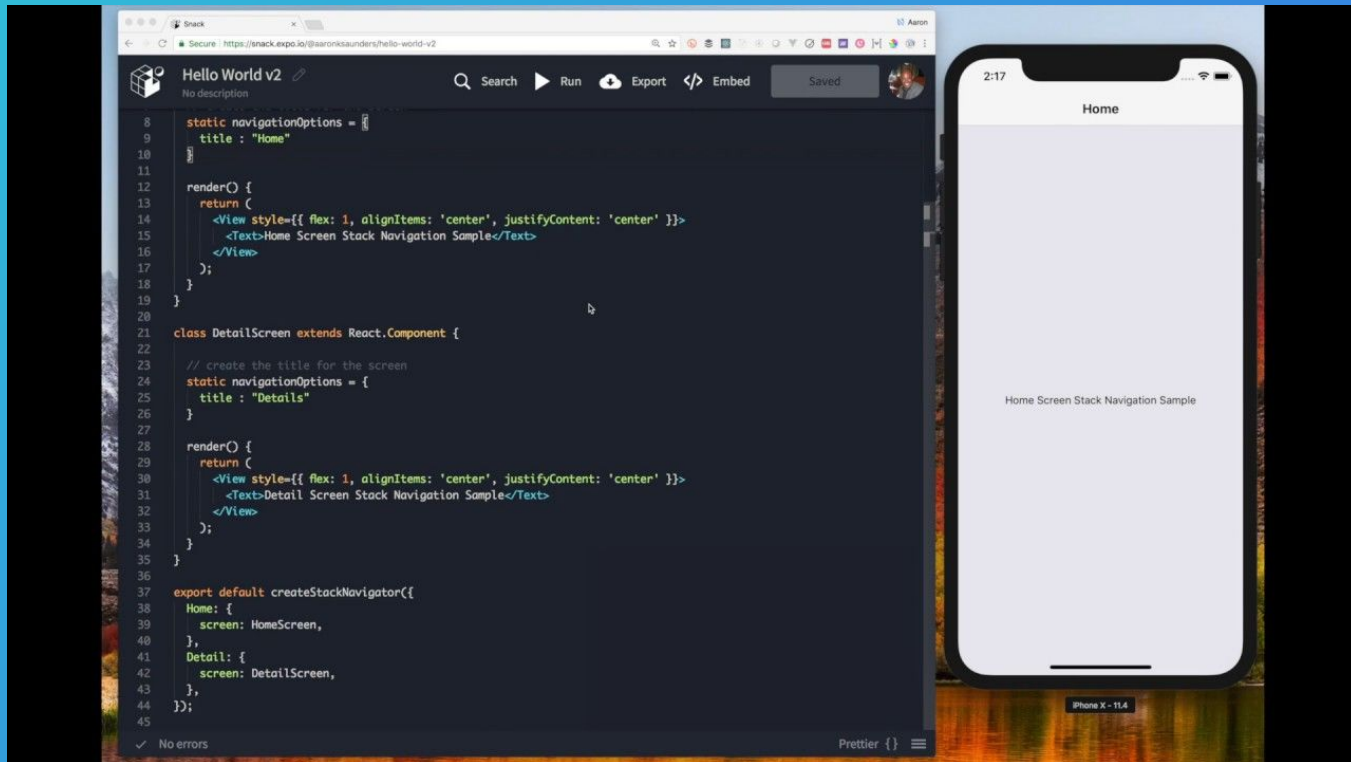 Snack
Aaron
Secure https://snack.expo.io/@aaronksaunders/hello-world-v2
Hello World v2
No description
Search
Run
Export
</> Embed
Saved
8 static navigationOptions = {
9 title : "Home"
10 }
11
12 render() {
13 return (
14 <View style={{ flex: 1, alignItems: 'center', justifyContent: 'center' }}>
15 <Text>Home Screen Stack Navigation Sample</Text>
16 </View>
17 );
18 }
19 }
20
21 class DetailScreen extends React.Component {
22
23 // create the title for the screen
24 static navigationOptions = {
25 title : "Details"
26 }
27
28 render() {
29 return (
30 <View style={{ flex: 1, alignItems: 'center', justifyContent: 'center' }}>
31 <Text>Detail Screen Stack Navigation Sample</Text>
32 </View>
33 );
34 }
35 }
36
37 export default createStackNavigator({
38 Home: {
39 screen: HomeScreen,
40 },
41 Detail: {
42 screen: DetailScreen,
43 },
44 });
45
No errors
Prettier {}
2:17
Home
Home Screen Stack Navigation Sample
iPhone X - 11.4